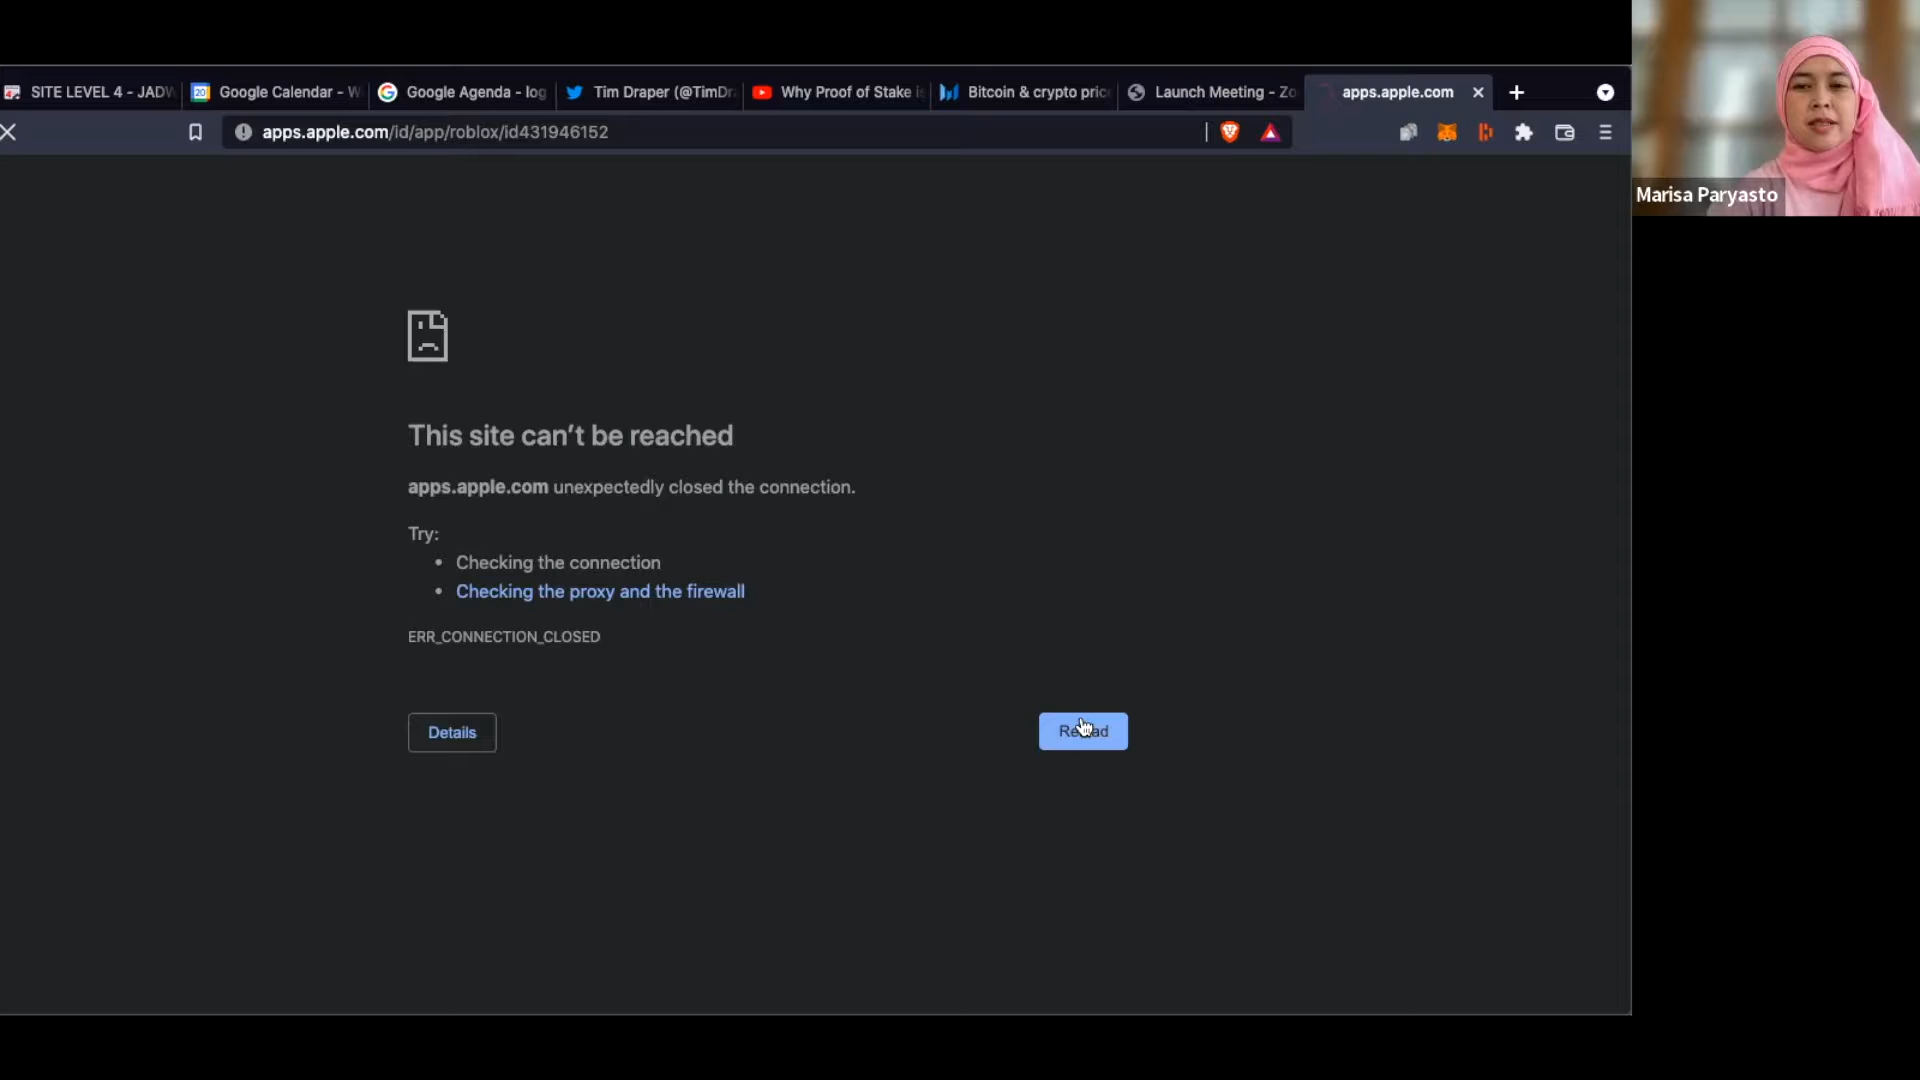 SITE LEVEL 4 - JADW
Google Calendar - W
Google Agenda - log
Tim Draper (@TimDr
Why Proof of Stake i
Bitcoin & crypto pric
Launch Meeting - Zo
apps.apple.com
apps.apple.com/id/app/roblox/id431946152
Marisa Paryasto
This site can't be reached
apps.apple.com unexpectedly closed the connection.
Try:
• Checking the connection
• Checking the proxy and the firewall
ERR_CONNECTION_CLOSED
Details
Reload